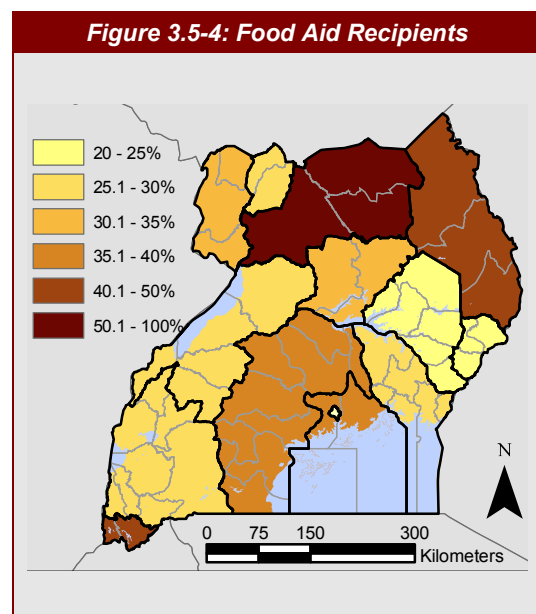 Figure 3.5-4: Food Aid Recipients
20 - 25%
25.1 - 30%
30.1 - 35%
35.1 - 40%
40.1 - 50%
50.1 - 100%
N
0 75 150 300
Kilometers